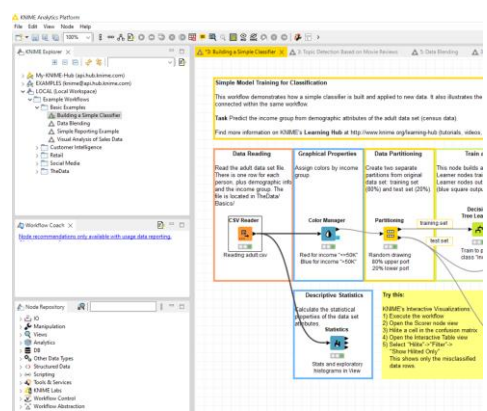 KNIME Analytics Platform
File Edit View Node Help
100%
KNIME Explorer
My-KNIME-Hub (api.hub.knime.com)
EXAMPLES (knime@api.hub.knime.com)
LOCAL (Local Workspace)
Example Workflows
Basic Examples
Building a Simple Classifier
Data Blending
Simple Reporting Example
Visual Analysis of Sales Data
Customer Intelligence
Retail
Social Media
TheData
Workflow Coach
Node recommendations only available with usage data reporting.
Node Repository
IO
Manipulation
Views
Analytics
DB
Other Data Types
Structured Data
Scripting
Tools & Services
KNIME Labs
Workflow Control
Workflow Abstraction
Building a Simple Classifier
Topic Detection Based on Movie Reviews
Data Blending
Simple Model Training for Classification
This workflow demonstrates how a simple classifier is built and applied to new data. It also illustrates the
connected within the same workflow.
Task Predict the income group from demographic attributes of the adult data set (census data).
Find more information on KNIME's Learning Hub at http://www.knime.org/learning-hub (tutorials, videos,
Data Reading
Read the adult data set file.
There is one row for each
person, plus demographic info
and the income group. The
file is located in TheData/
Basics/
CSV Reader
Reading adult.csv
Graphical Properties
Assign colors by income
group
Color Manager
Red for income "<=50K"
Blue for income ">50K"
Data Partitioning
Create two separate
partitions from original
data set: training set
(80%) and test set (20%).
Partitioning
Random drawing
80% upper port
20% lower port
training set
test set
Train a
This node builds a
Learner nodes
Learner nodes out
(blue square outpu
Decisi
Tree Lea
Train to p
class "in
Descriptive Statistics
Calculate the statistical
properties of the data set
attributes.
Statistics
Stats and exploratory
histograms in View
Try this:
KNIME's Interactive Visualizations:
1) Execute the workflow
2) Open the Scorer node view
3) Hilite a cell in the confusion matrix
4) Open the Interactive Table view
5) Select "Hilite"->"Filter"->
"Show Hilited Only"
This shows only the misclassified
data rows.